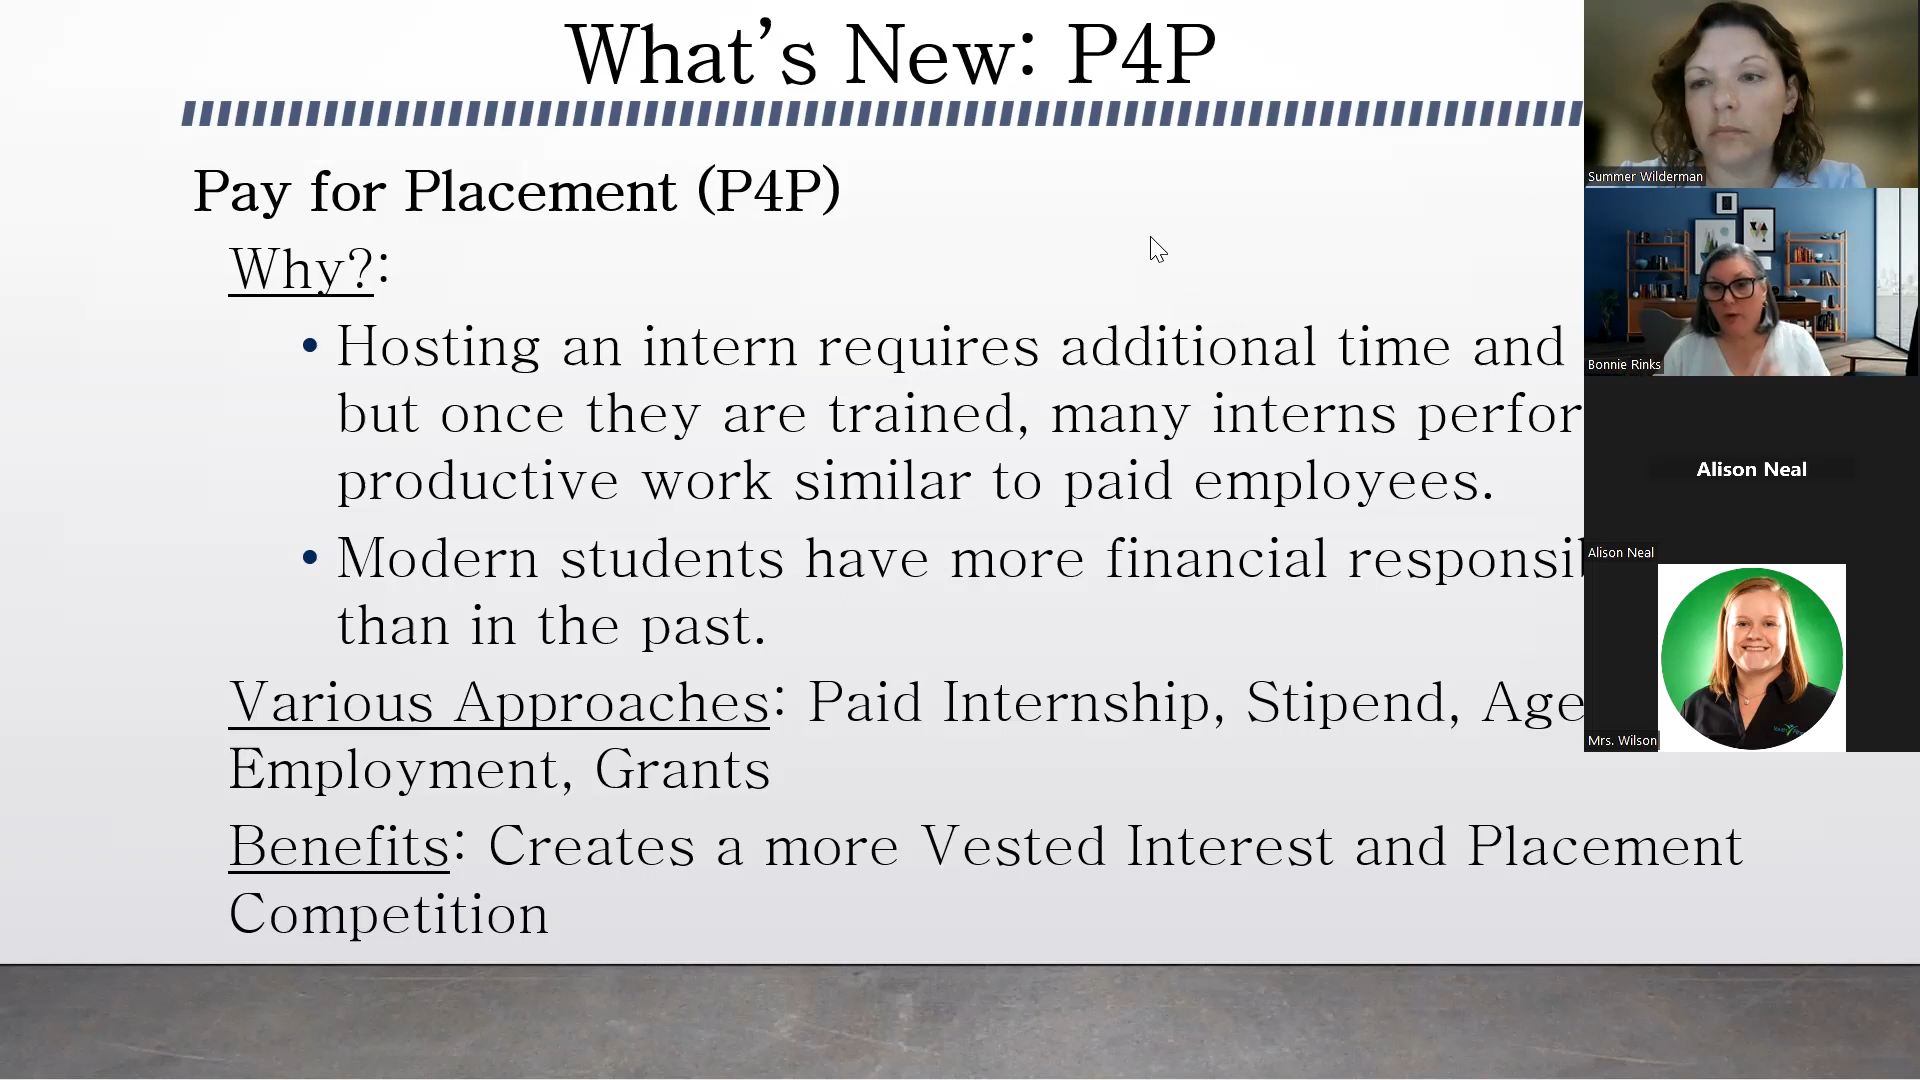 What's New: P4P
Pay for Placement (P4P)
Why?:
• Hosting an intern requires additional time and
but once they are trained, many interns perfor
productive work similar to paid employees.
• Modern students have more financial responsi
than in the past.
Various Approaches: Paid Internship, Stipend, Age
Employment, Grants
Benefits: Creates a more Vested Interest and Placement
Competition
Summer Wilderman
Bonnie Rinks
Alison Neal
Alison Neal
Mrs. Wilson